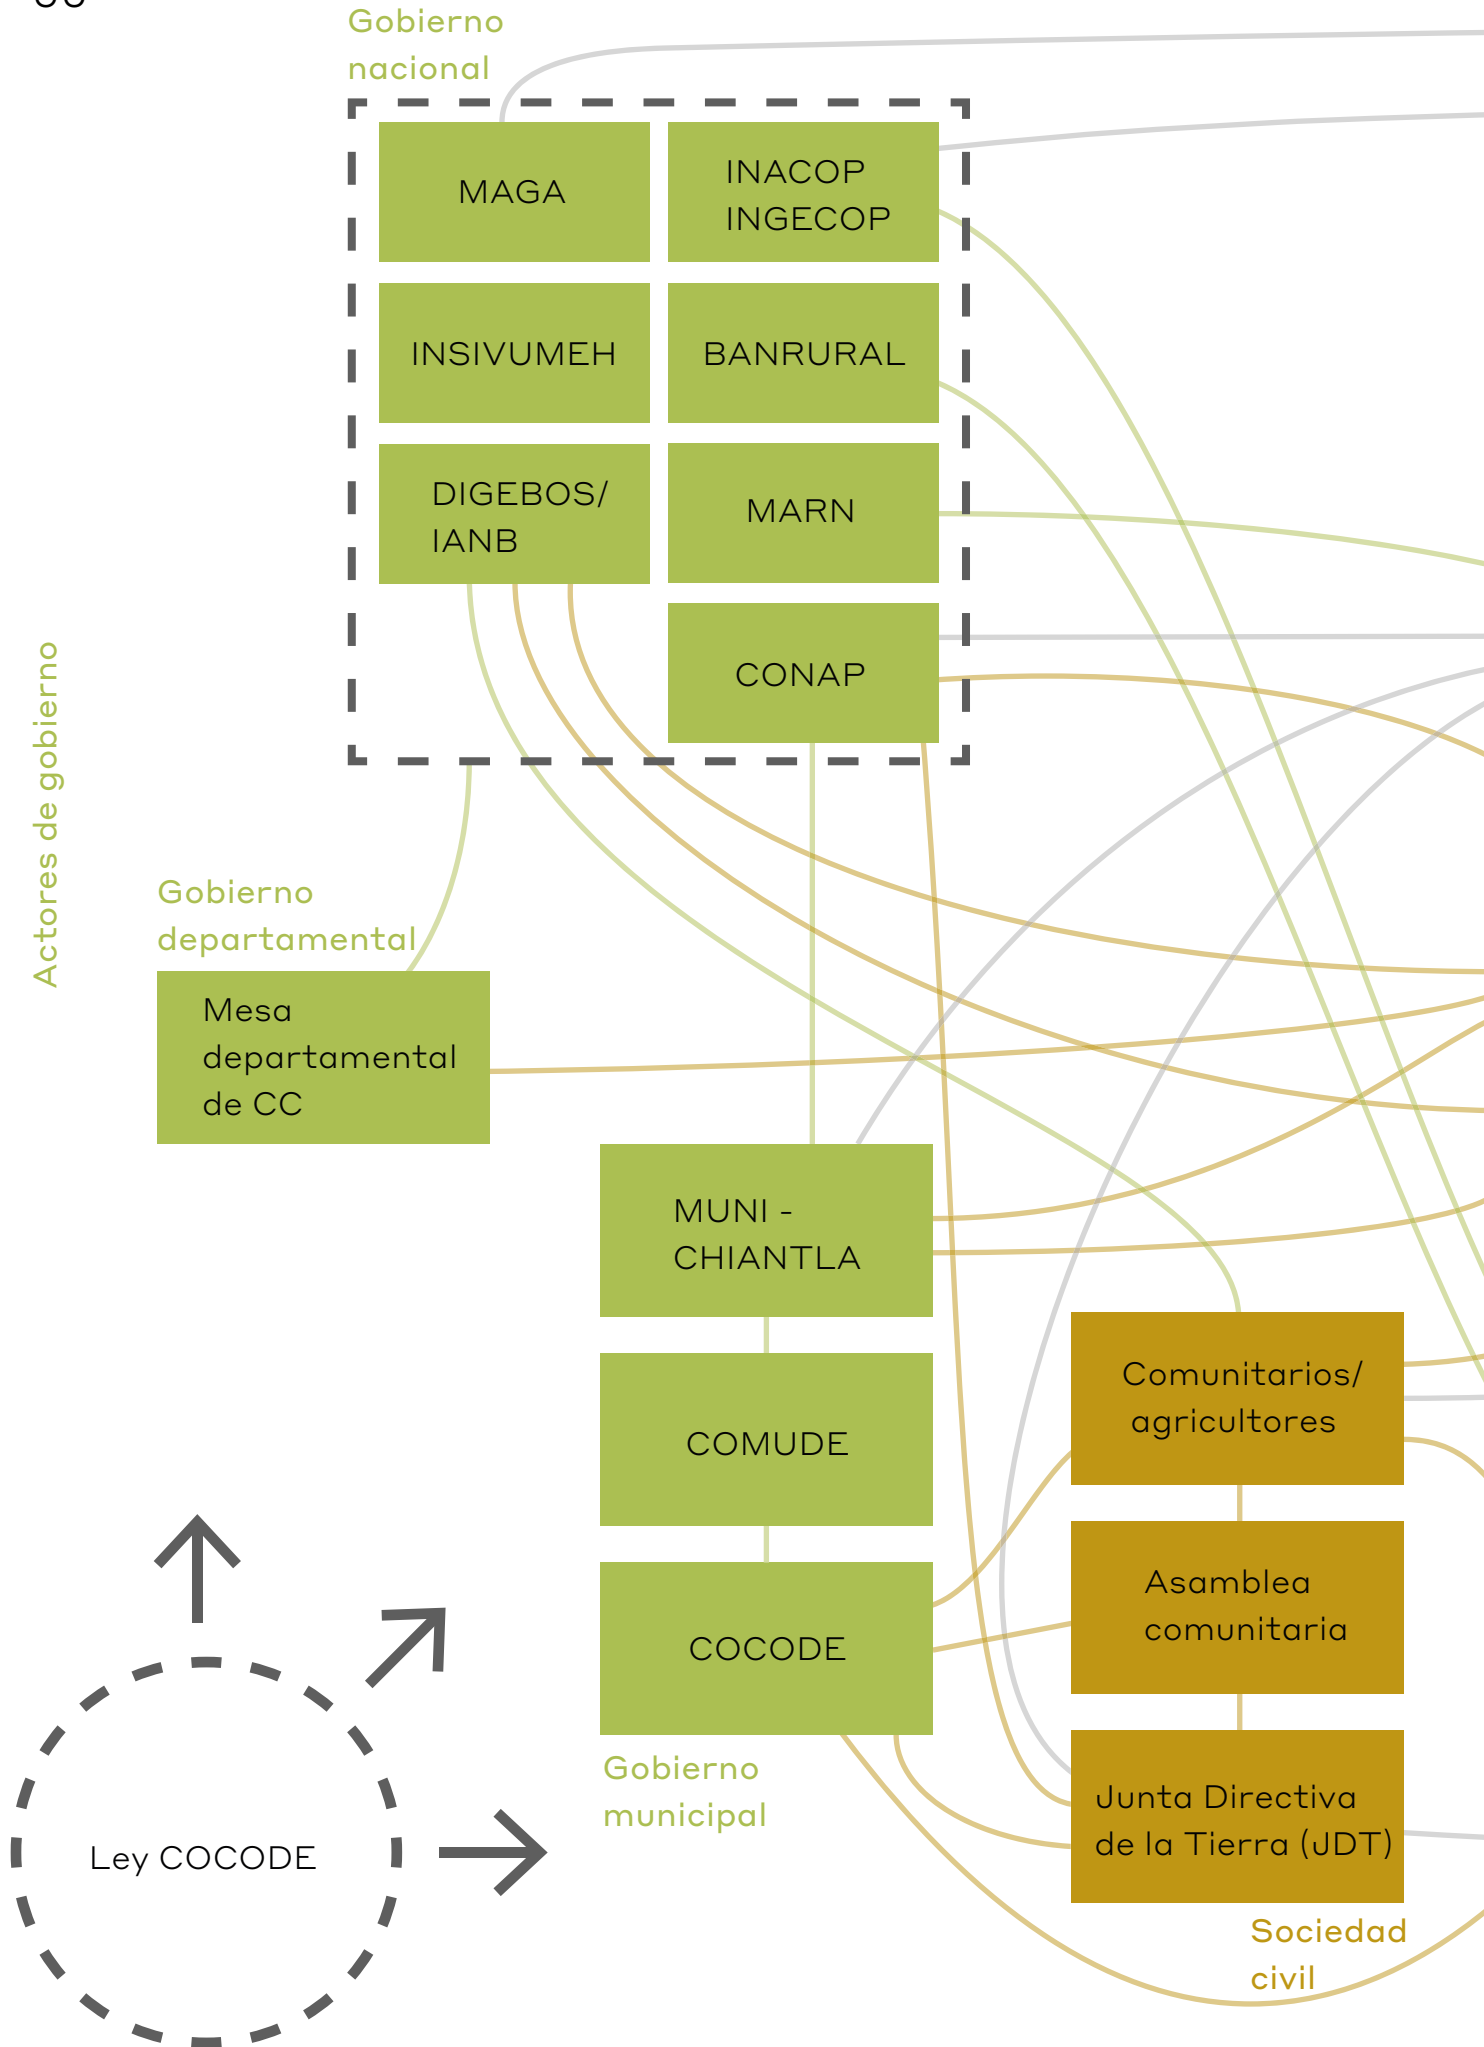 Gobierno
nacional
MAGA
INACOP
INGECOP
INSIVUMEH
BANRURAL
DIGEBOS/
IANB
MARN
CONAP
Actores de gobierno
Gobierno
departamental
Mesa
departamental
de CC
MUNI -
CHIANTLA
COMUDE
COCODE
Gobierno
municipal
Comunitarios/
agricultores
Asamblea
comunitaria
Junta Directiva
de la Tierra (JDT)
Sociedad
civil
Ley COCODE